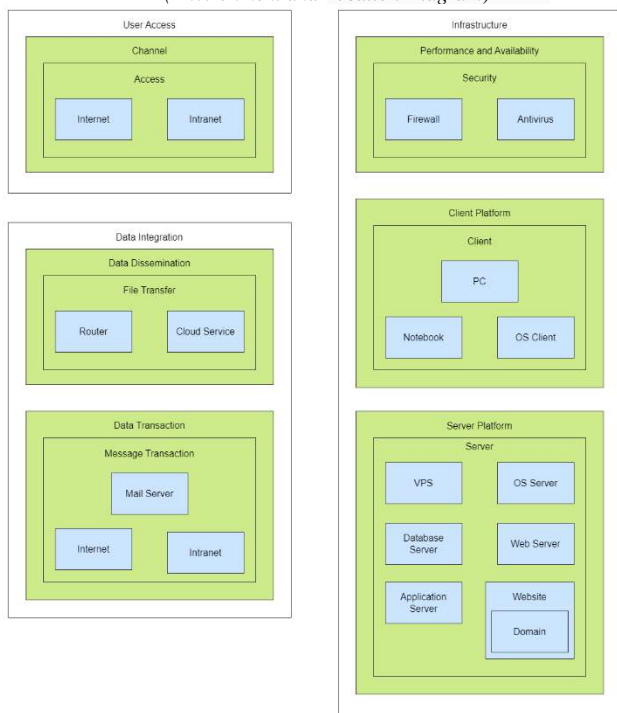 User Access
Channel
Access
Internet
Intranet
Data Integration
Data Dissemination
File Transfer
Router
Cloud Service
Data Transaction
Message Transaction
Mail Server
Internet
Intranet
Infrastructure
Performance and Availability
Security
Firewall
Antivirus
Client Platform
Client
PC
Notebook
OS Client
Server Platform
Server
VPS
OS Server
Database
Server
Web Server
Application
Server
Website
Domain